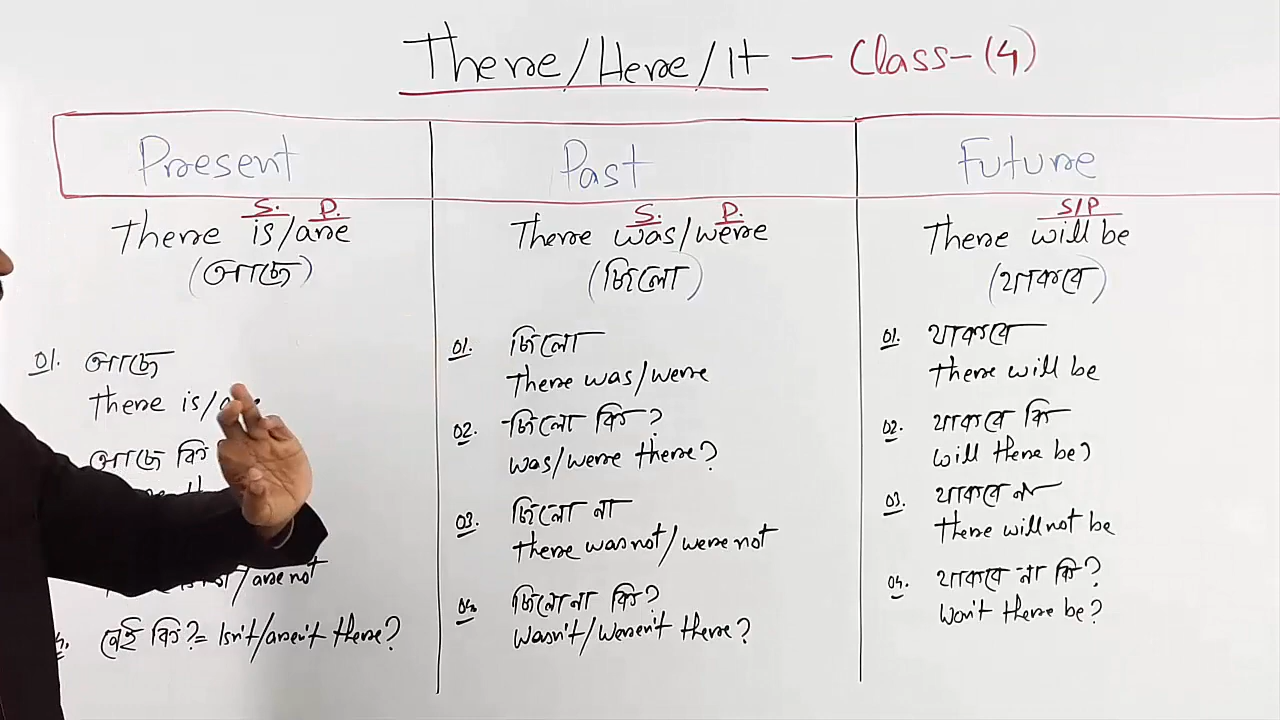 There/Here/It — Class-(4)
Present
S. P.
There is/are
(আছে)
01. আছে
There is/
আছে কি
not/are not
নেই কি? = Isn't/aren't there?
Past
S. P.
There was/were
(ছিলো)
01. ছিলো
There was/were
02. ছিলো কি?
was/were there?
03. ছিলো না
there was not/were not
04. ছিলো না কি?
Wasn't/Weren't there?
Future
S/P
There will be
(থাকবে)
01. থাকবে
there will be
02. থাকবে কি
will there be?
03. থাকবে না
there will not be
04. থাকবে না কি?
Won't there be?